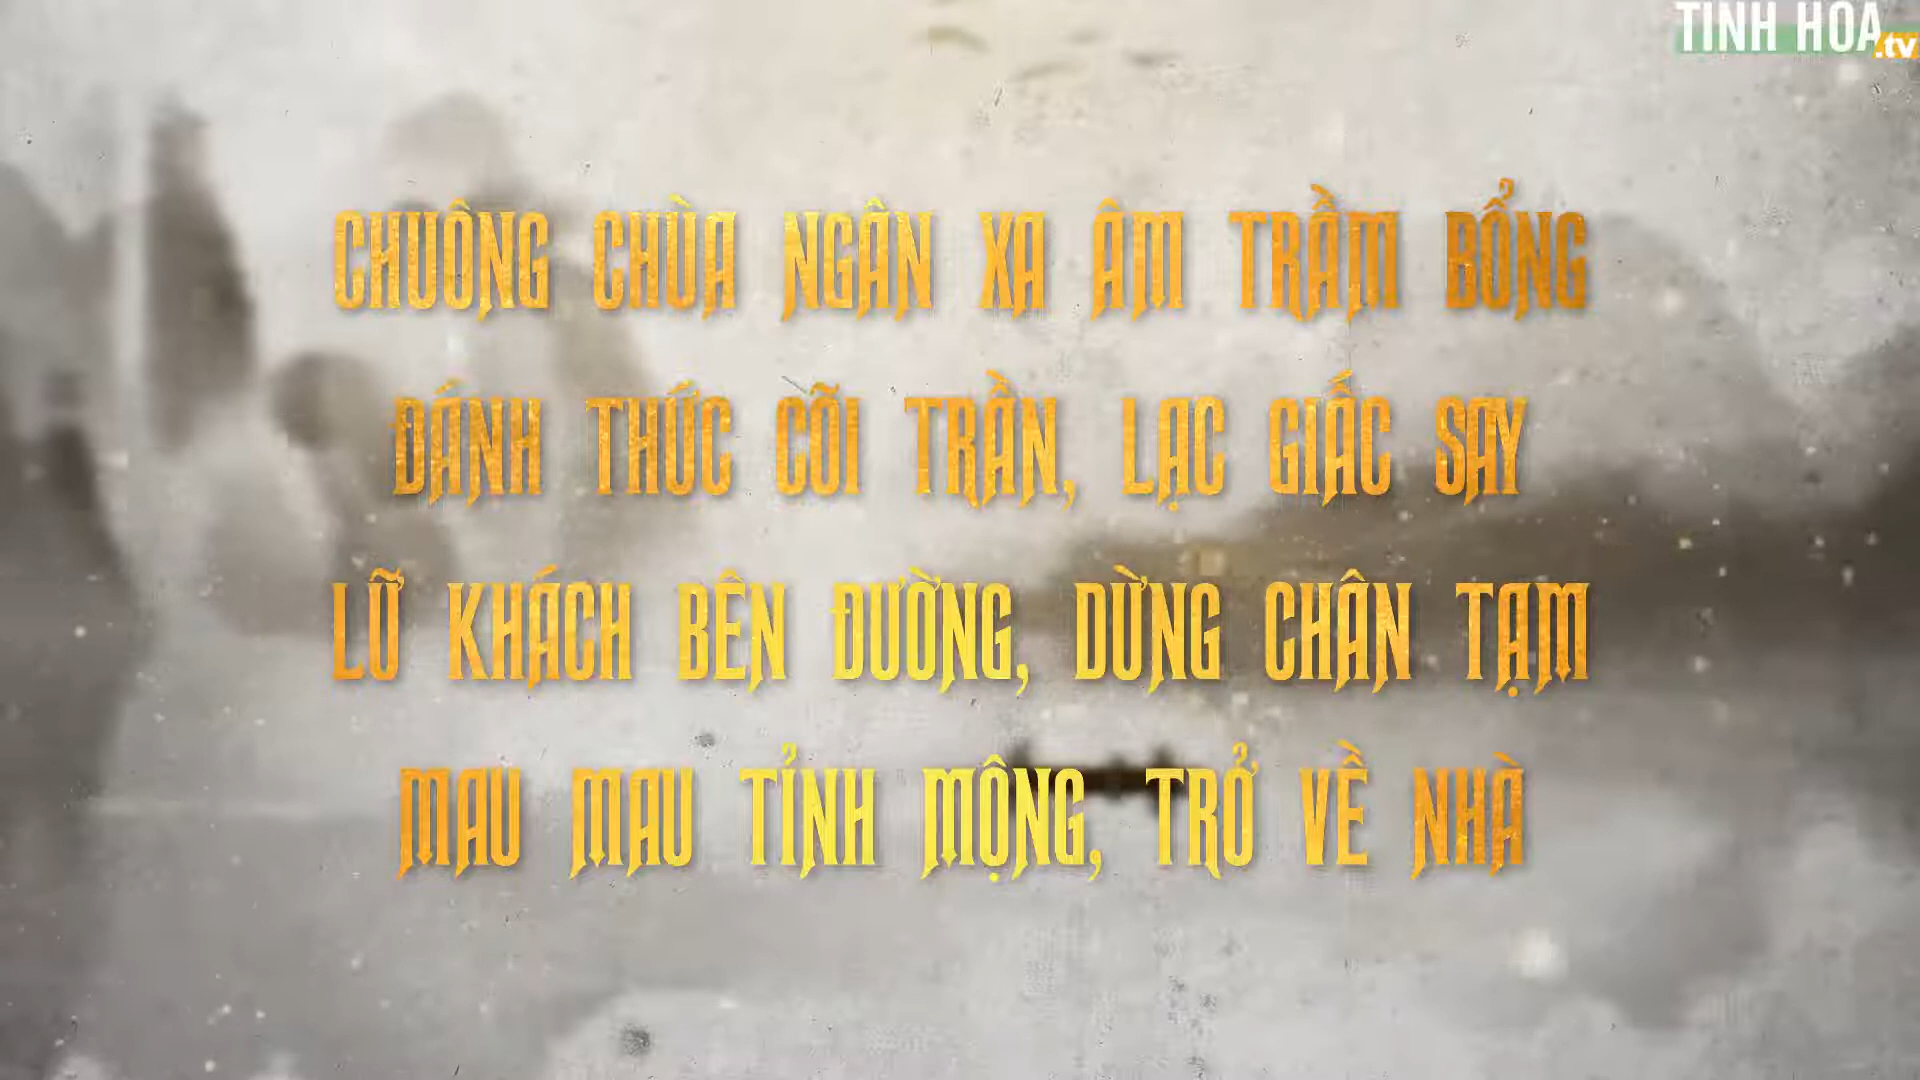 TINH HOA.tv
CHUÔNG CHÙA NGÂN XA ÂM TRẦM BỔNG
ĐÁNH THỨC CÕI TRẦN, LẠC GIẤC SAY
LỮ KHÁCH BÊN ĐƯỜNG, DỪNG CHÂN TẠM
MAU MAU TỈNH MỘNG, TRỞ VỀ NHÀ